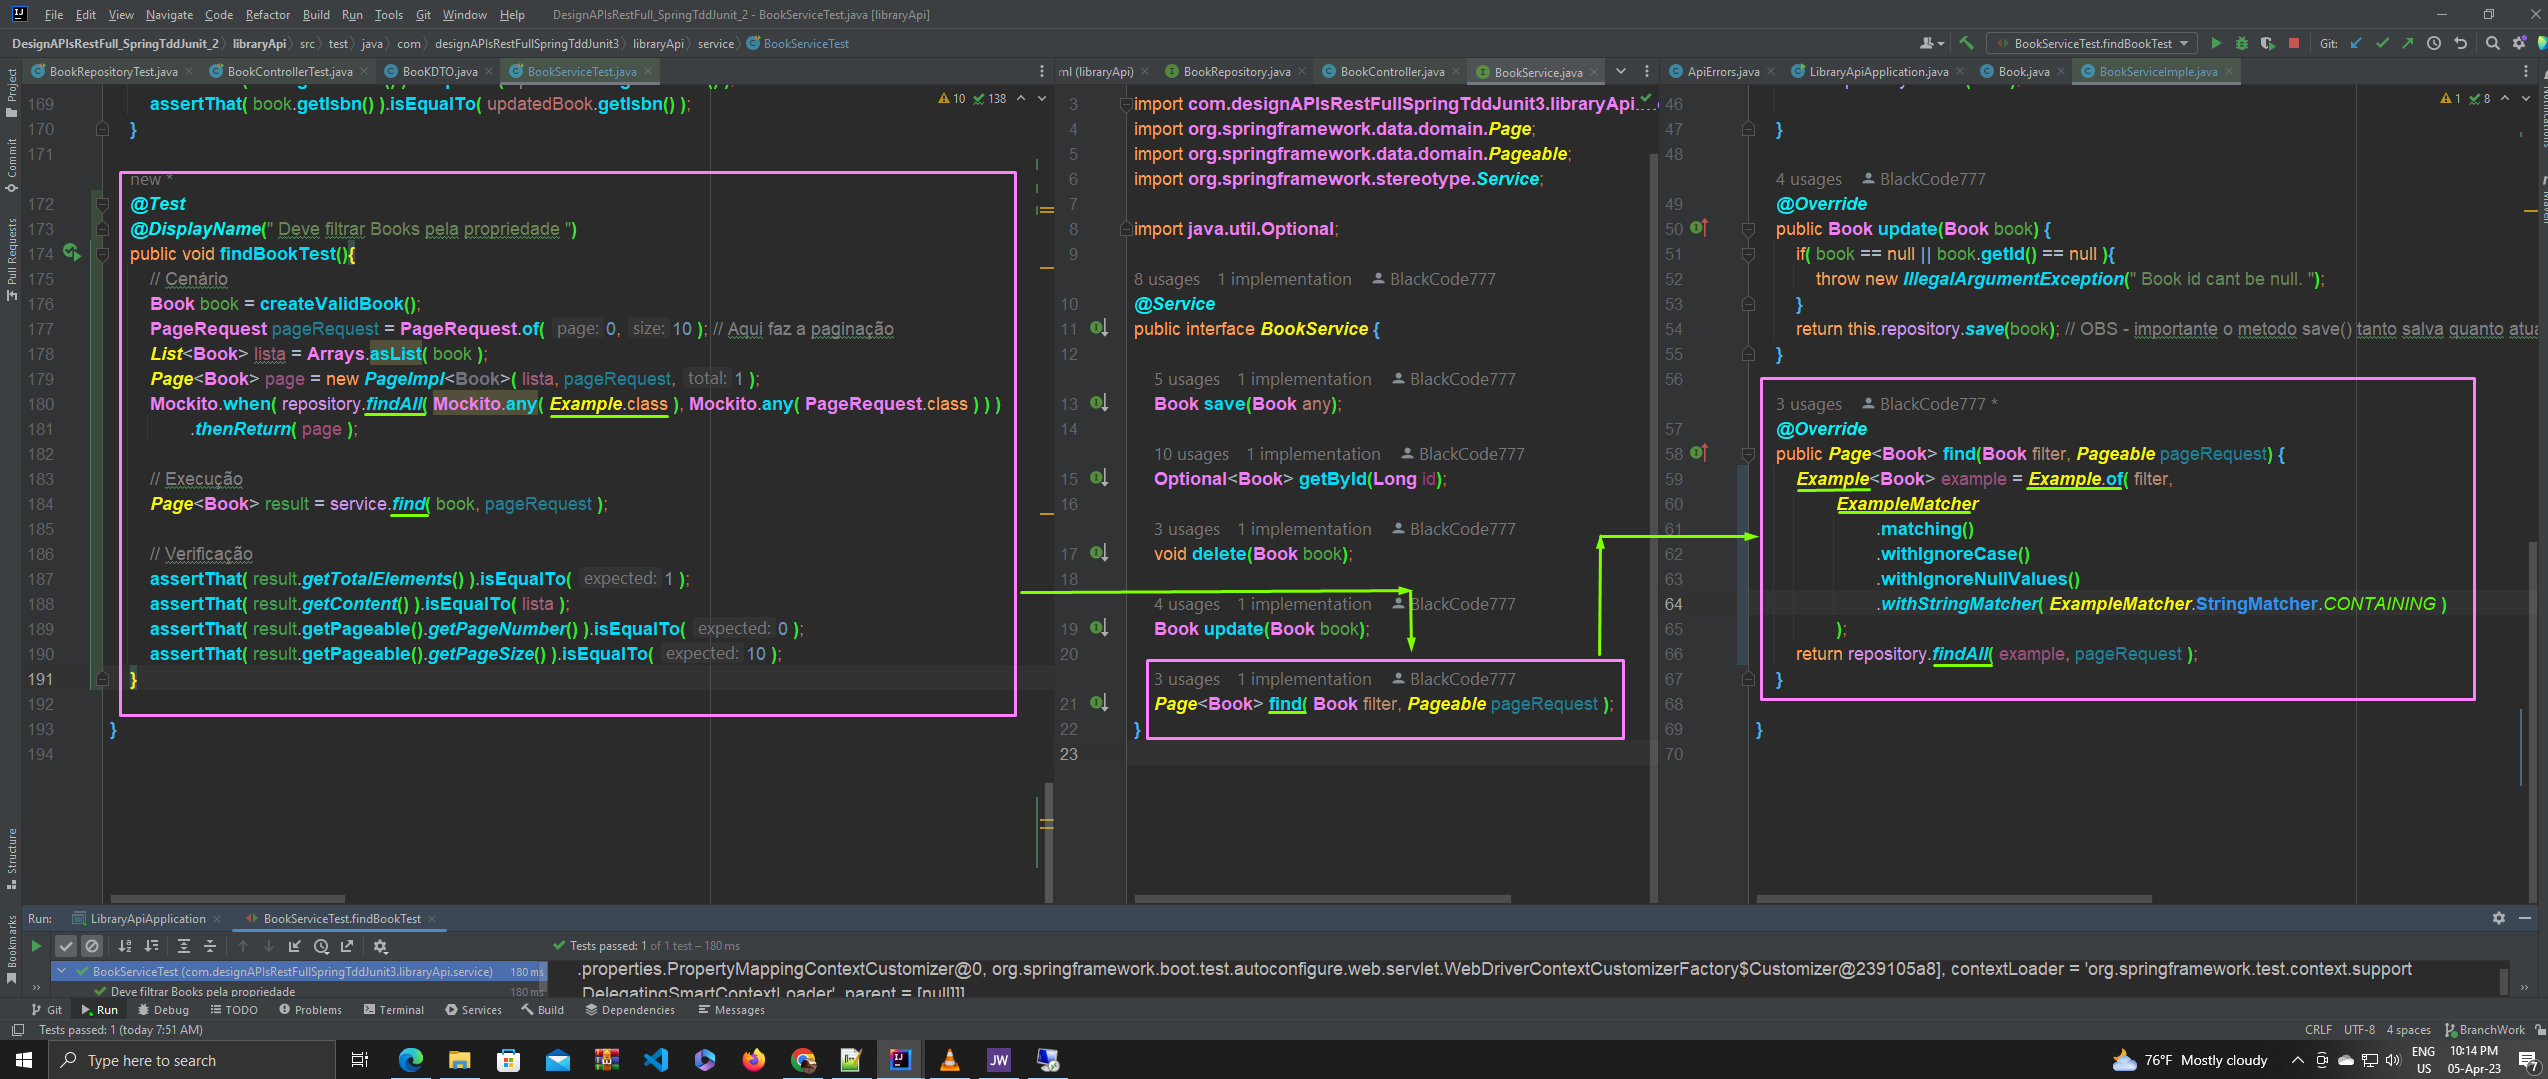 File Edit View Navigate Code Refactor Build Run Tools Git Window Help DesignAPIsRestFull_SpringTddJunit_2 - BookServiceTest.java [libraryApi]
DesignAPIsRestFull_SpringTddJunit_2 libraryApi src test java com designAPIsRestFullSpringTddJunit3 libraryApi service BookServiceTest
BookServiceTest.findBookTest Git:
BookRepositoryTest.java BookControllerTest.java BooKDTO.java BookServiceTest.java
ml (libraryApi) BookRepository.java BookController.java BookService.java
ApiErrors.java LibraryApiApplication.java Book.java BookServiceImple.java
Project
Commit
Pull Requests
Structure
Bookmarks
10 138
169 assertThat( book.getIsbn() ).isEqualTo( updatedBook.getIsbn() );
170 }
171
new *
172 @Test
173 @DisplayName(" Deve filtrar Books pela propriedade ")
174 public void findBookTest(){
175 // Cenário
176 Book book = createValidBook();
177 PageRequest pageRequest = PageRequest.of( page: 0, size: 10 ); // Aqui faz a paginação
178 List<Book> lista = Arrays.asList( book );
179 Page<Book> page = new PageImpl<Book>( lista, pageRequest, total: 1 );
180 Mockito.when( repository.findAll( Mockito.any( Example.class ), Mockito.any( PageRequest.class ) ) )
181 .thenReturn( page );
182
183 // Execução
184 Page<Book> result = service.find( book, pageRequest );
185
186 // Verificação
187 assertThat( result.getTotalElements() ).isEqualTo( expected: 1 );
188 assertThat( result.getContent() ).isEqualTo( lista );
189 assertThat( result.getPageable().getPageNumber() ).isEqualTo( expected: 0 );
190 assertThat( result.getPageable().getPageSize() ).isEqualTo( expected: 10 );
191 }
192
193 }
194
3 import com.designAPIsRestFullSpringTddJunit3.libraryApi....
4 import org.springframework.data.domain.Page;
5 import org.springframework.data.domain.Pageable;
6 import org.springframework.stereotype.Service;
7
8 import java.util.Optional;
9
8 usages 1 implementation BlackCode777
10 @Service
11 public interface BookService {
12
5 usages 1 implementation BlackCode777
13 Book save(Book any);
14
10 usages 1 implementation BlackCode777
15 Optional<Book> getById(Long id);
16
3 usages 1 implementation BlackCode777
17 void delete(Book book);
18
4 usages 1 implementation BlackCode777
19 Book update(Book book);
20
3 usages 1 implementation BlackCode777
21 Page<Book> find( Book filter, Pageable pageRequest );
22 }
23
1 8
46
47 }
48
4 usages BlackCode777
49 @Override
50 public Book update(Book book) {
51 if( book == null || book.getId() == null ){
52 throw new IllegalArgumentException(" Book id cant be null. ");
53 }
54 return this.repository.save(book); // OBS - importante o metodo save() tanto salva quanto atua
55 }
56
3 usages BlackCode777 *
57 @Override
58 public Page<Book> find(Book filter, Pageable pageRequest) {
59 Example<Book> example = Example.of( filter,
60 ExampleMatcher
61 .matching()
62 .withIgnoreCase()
63 .withIgnoreNullValues()
64 .withStringMatcher( ExampleMatcher.StringMatcher.CONTAINING )
65 );
66 return repository.findAll( example, pageRequest );
67 }
68
69 }
70
Run: LibraryApiApplication BookServiceTest.findBookTest
Tests passed: 1 of 1 test – 180 ms
BookServiceTest (com.designAPIsRestFullSpringTddJunit3.libraryApi.service) 180 ms
Deve filtrar Books pela propriedade 180 ms
.properties.PropertyMappingContextCustomizer@0, org.springframework.boot.test.autoconfigure.web.servlet.WebDriverContextCustomizerFactory$Customizer@239105a8], contextLoader = 'org.springframework.test.context.support
.DelegatingSmartContextLoader', parent = [null]]]
Git Run Debug TODO Problems Terminal Services Build Dependencies Messages
Tests passed: 1 (today 7:51 AM) CRLF UTF-8 4 spaces BranchWork
Type here to search JW 76°F Mostly cloudy ENG US 10:14 PM 05-Apr-23 7